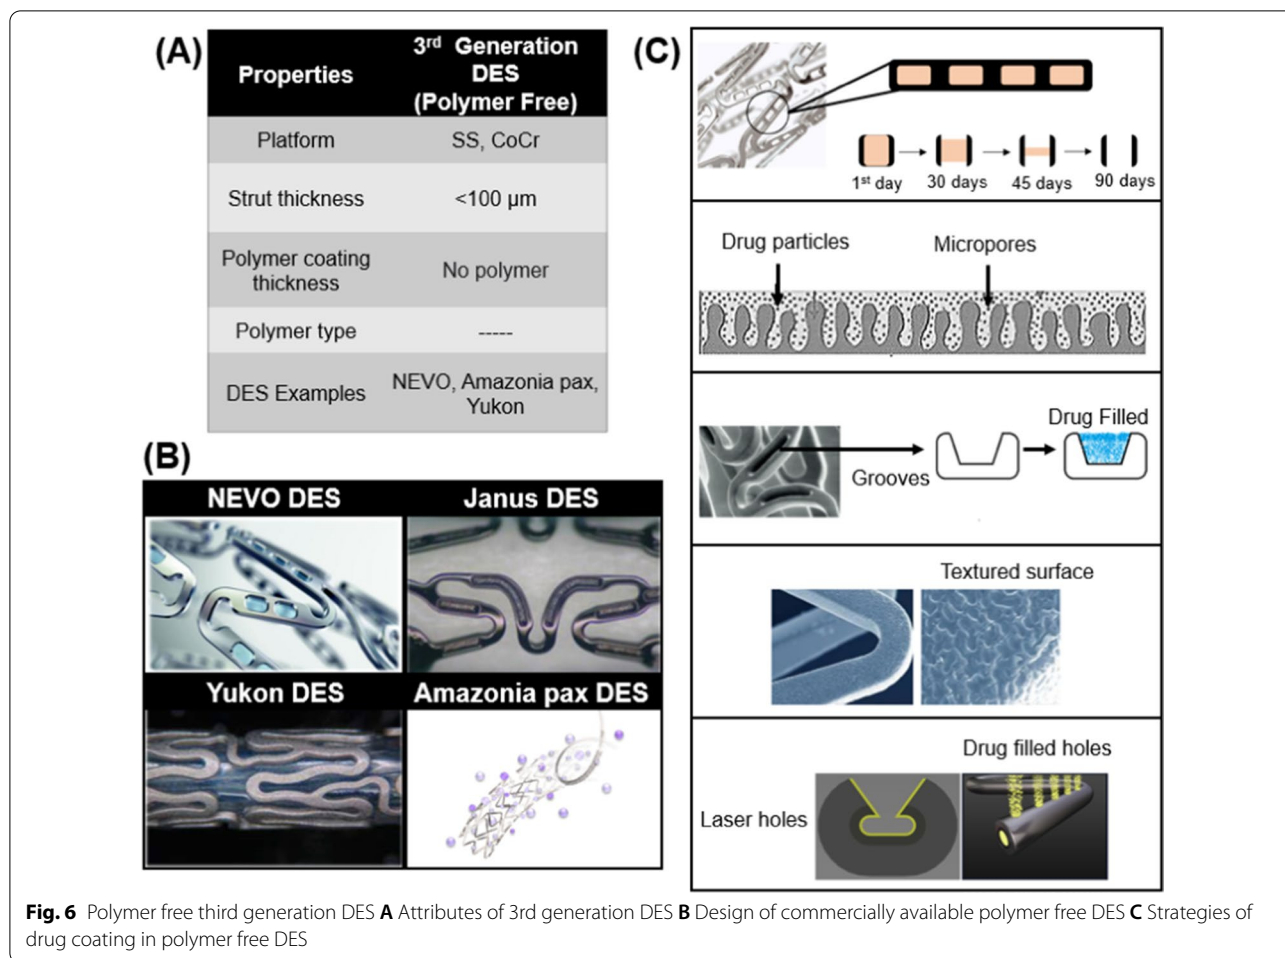 (A)
Properties
3rd Generation
DES
(Polymer Free)
Platform
SS, CoCr
Strut thickness
<100 µm
Polymer coating
thickness
No polymer
Polymer type
-----
DES Examples
NEVO, Amazonia pax,
Yukon
(B)
NEVO DES
Janus DES
Yukon DES
Amazonia pax DES
(C)
1st day
30 days
45 days
90 days
Drug particles
Micropores
Drug Filled
Grooves
Textured surface
Drug filled holes
Laser holes
Fig. 6 Polymer free third generation DES A Attributes of 3rd generation DES B Design of commercially available polymer free DES C Strategies of
drug coating in polymer free DES